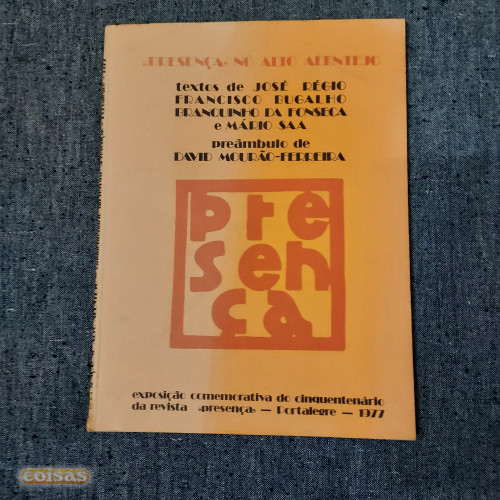 «PRESENÇA» NO ALTO ALENTEJO
textos de JOSÉ RÉGIO
FRANCISCO BUGALHO
BRANQUINHO DA FONSECA
e MÁRIO SAA
preâmbulo de
DAVID MOURÃO-FERREIRA
pre
sen
ça
exposição comemorativa do cinquentenário
da revista «presença» — Portalegre — 1977
coisas